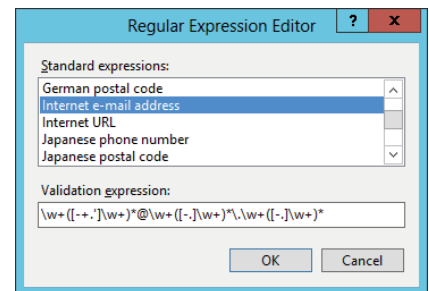 Regular Expression Editor
? x
Standard expressions:
German postal code
Internet e-mail address
Internet URL
Japanese phone number
Japanese postal code
Validation expression:
\w+([-+.']\w+)*@\w+([-.]\w+)*\.\w+([-.]\w+)*
OK Cancel